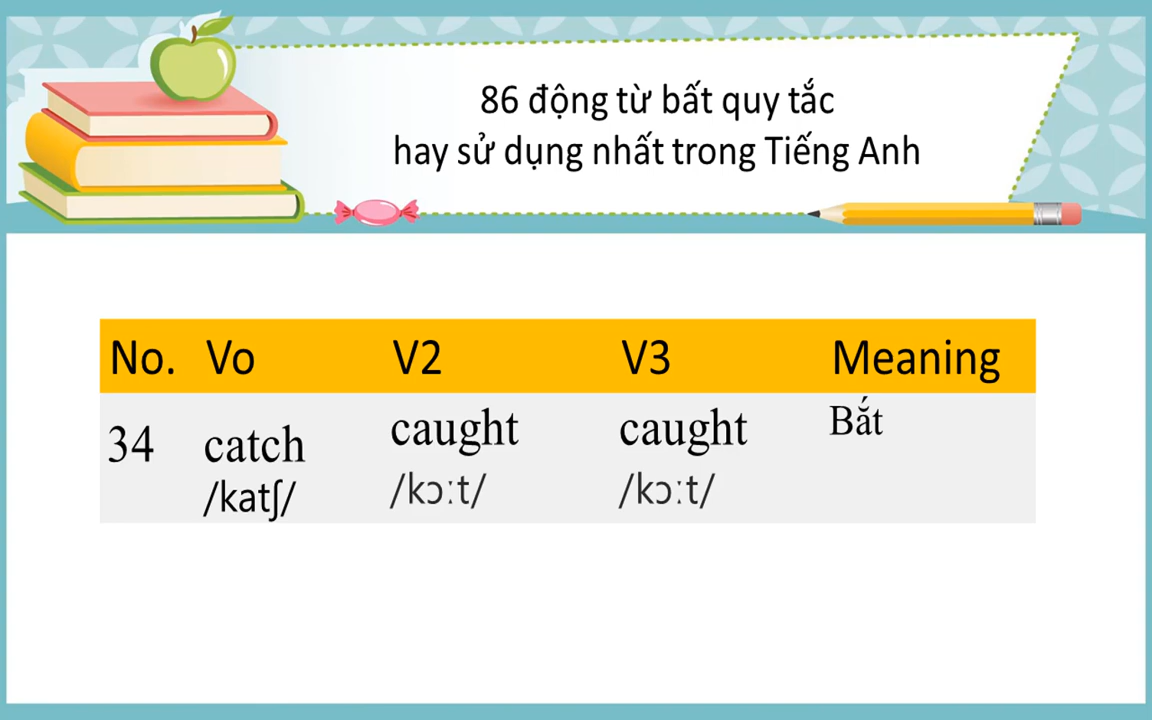 86 động từ bất quy tắc
hay sử dụng nhất trong Tiếng Anh
No. Vo V2 V3 Meaning
34 catch caught caught Bắt
/katʃ/ /kɔːt/ /kɔːt/